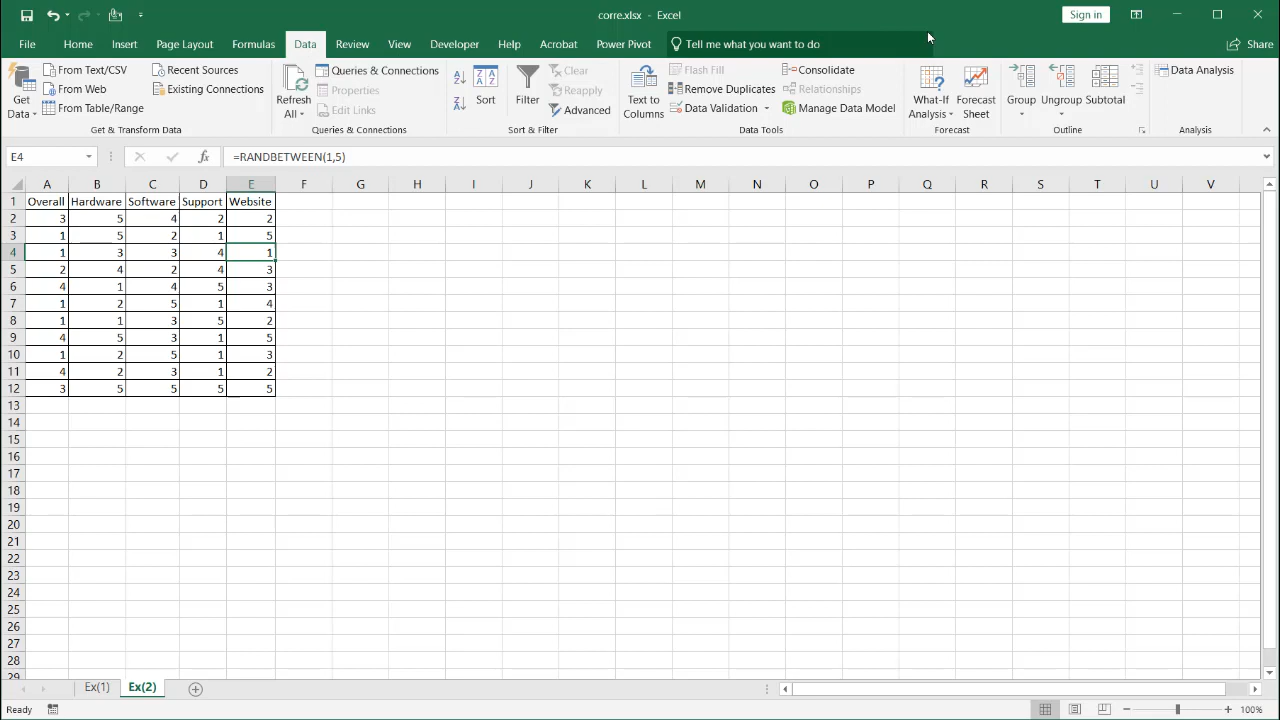 corre.xlsx - Excel
Sign in
File Home Insert Page Layout Formulas Data Review View Developer Help Acrobat Power Pivot Tell me what you want to do Share
Get Data
From Text/CSV
From Web
From Table/Range
Recent Sources
Existing Connections
Get & Transform Data
Refresh All
Queries & Connections
Properties
Edit Links
Queries & Connections
Sort
Filter
Clear
Reapply
Advanced
Sort & Filter
Text to Columns
Flash Fill
Remove Duplicates
Data Validation
Consolidate
Relationships
Manage Data Model
Data Tools
What-If Analysis
Forecast Sheet
Forecast
Group
Ungroup
Subtotal
Outline
Data Analysis
Analysis
E4 fx =RANDBETWEEN(1,5)
A B C D E F G H I J K L M N O P Q R S T U V
1 Overall Hardware Software Support Website
2 3 5 4 2 2
3 1 5 2 1 5
4 1 3 3 4 1
5 2 4 2 4 3
6 4 1 4 5 3
7 1 2 5 1 4
8 1 1 3 5 2
9 4 5 3 1 5
10 1 2 5 1 3
11 4 2 3 1 2
12 3 5 5 5 5
13
14
15
16
17
18
19
20
21
22
23
24
25
26
27
28
29
Ex(1) Ex(2)
Ready 100%